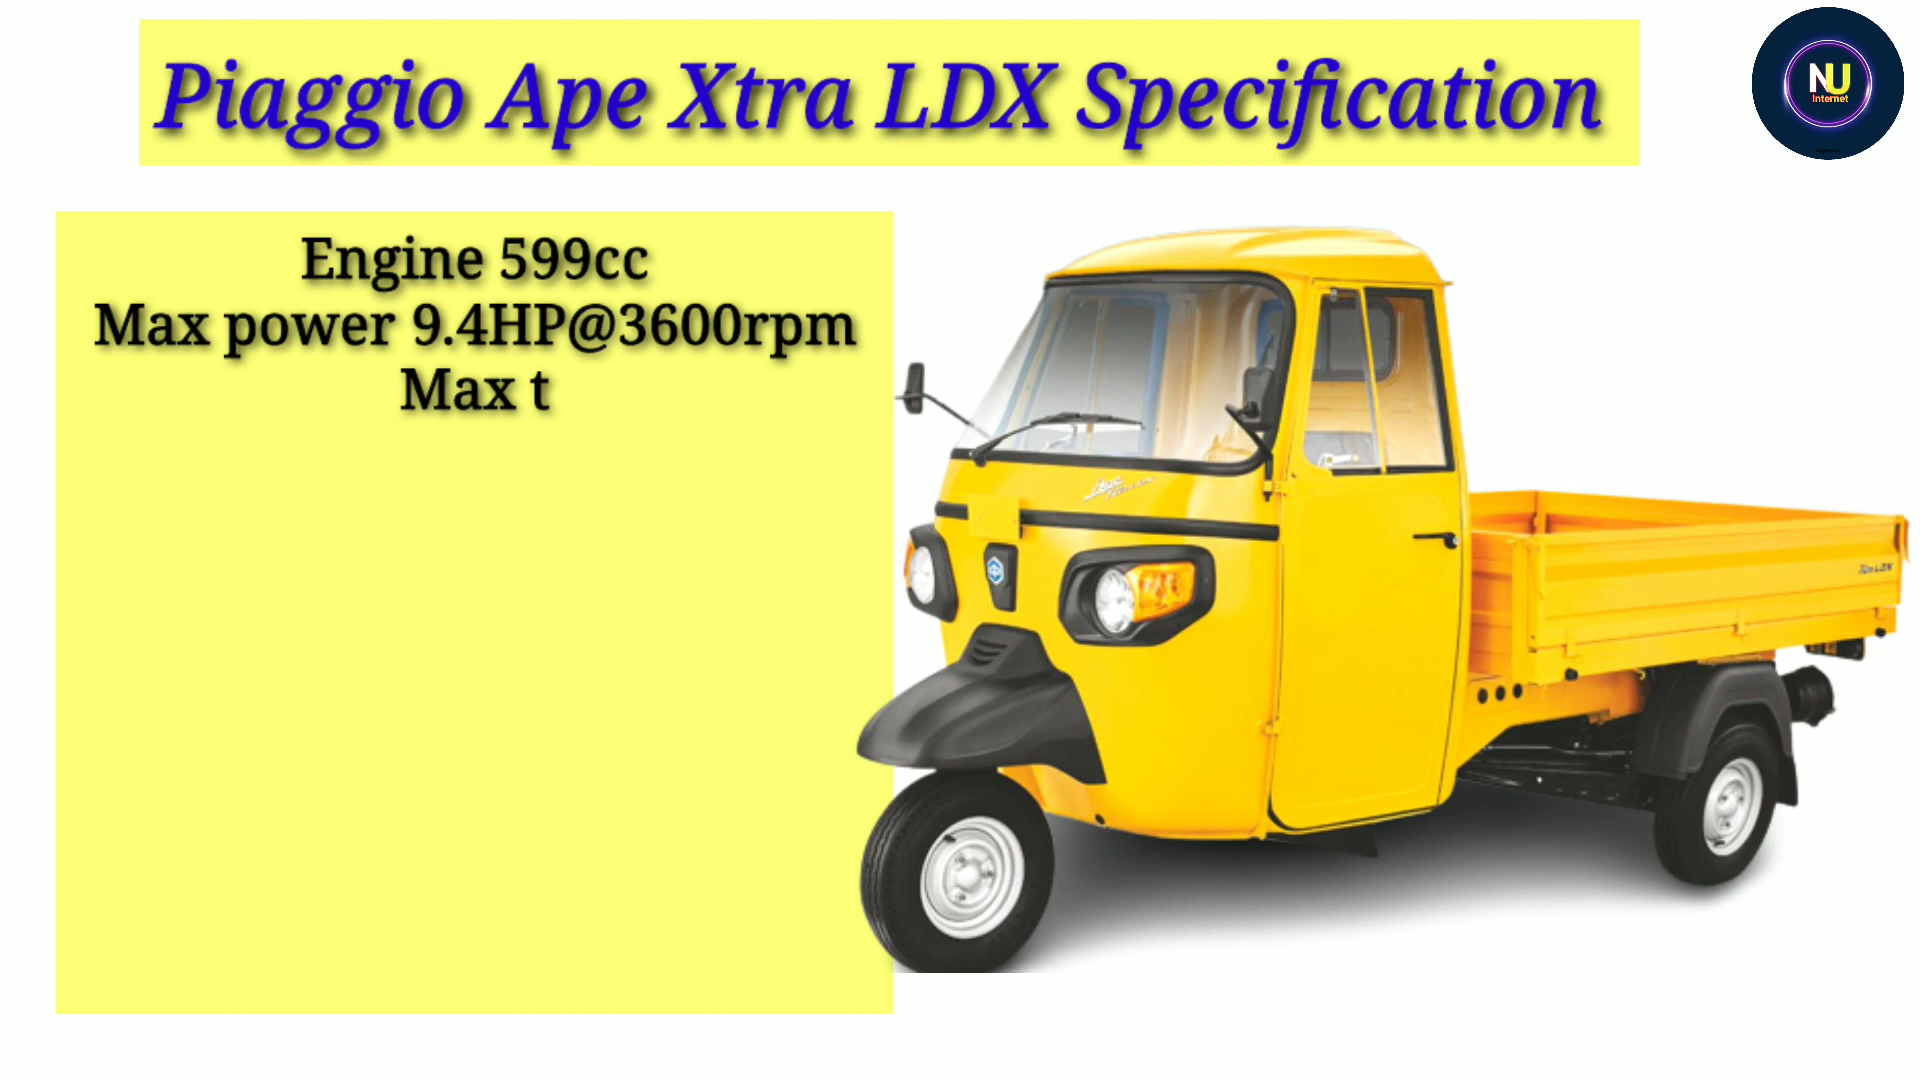 Piaggio Ape Xtra LDX Specification
NU
Internet
Engine 599cc
Max power 9.4HP@3600rpm
Max t